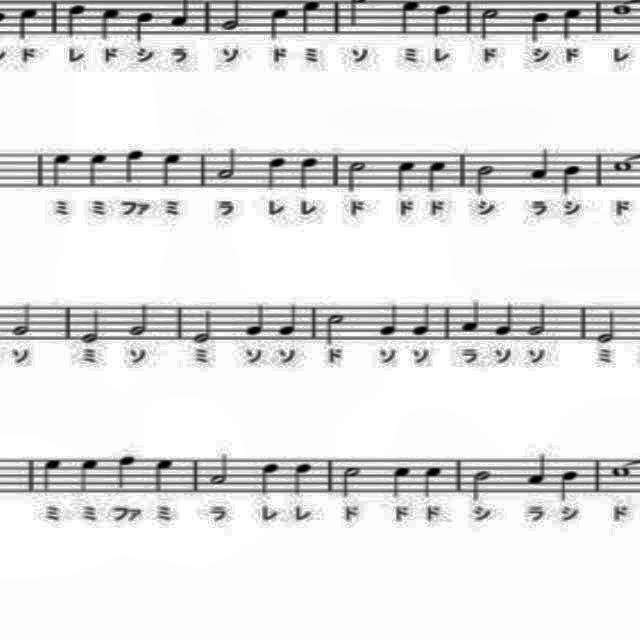 ド レ ド シ ラ ソ ド ミ ソ ミ レ ド シ ド レ
ミ ミ ファ ミ ラ レ レ ド ド ド シ ラ シ ド
ソ ミ ソ ミ ソ ソ ド ソ ソ ラ ソ ソ ミ
ミ ミ ファ ミ ラ レ レ ド ド ド シ ラ シ ド